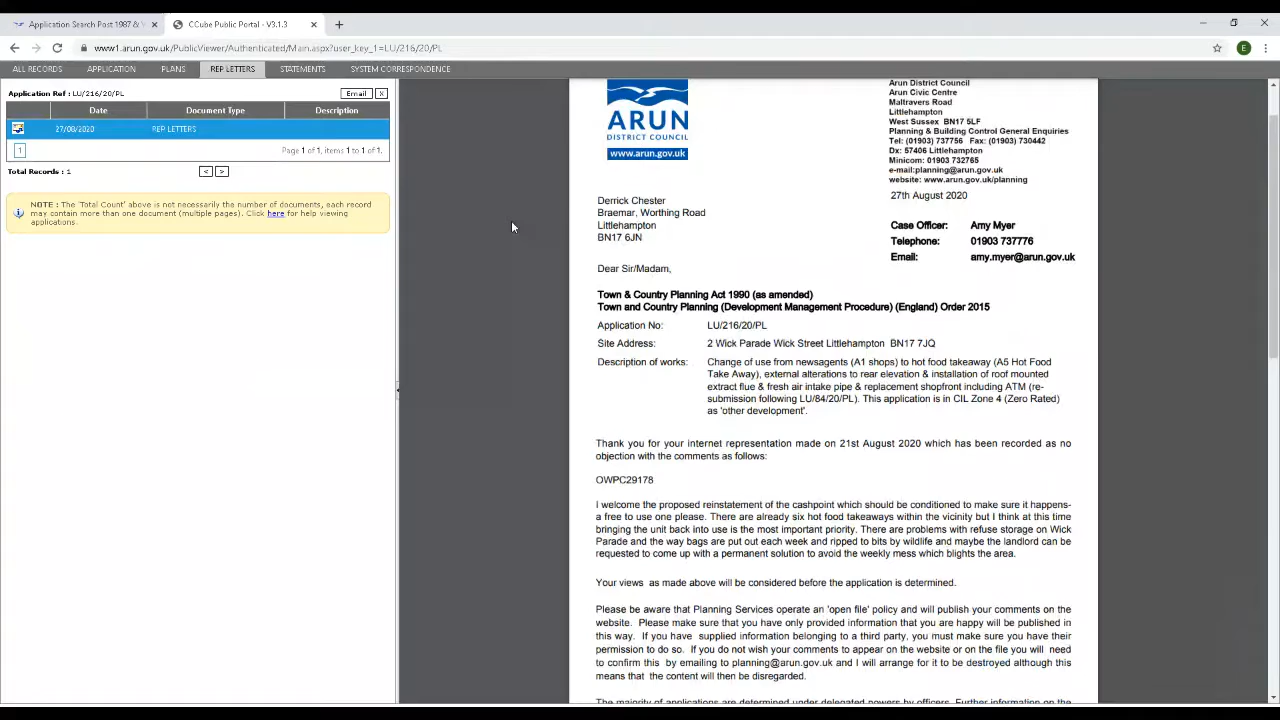 Application Search Post 1987 & V
CCube Public Portal - V3.1.3
www1.arun.gov.uk/PublicViewer/Authenticated/Main.aspx?user_key_1=LU/216/20/PL
E
ALL RECORDS APPLICATION PLANS REP LETTERS STATEMENTS SYSTEM CORRESPONDENCE
Application Ref : LU/216/20/PL Email X
Date Document Type Description
27/08/2020 REP LETTERS
1 Page 1 of 1, items 1 to 1 of 1.
Total Records : 1 < >
NOTE : The 'Total Count' above is not necessarily the number of documents, each record
may contain more than one document (multiple pages). Click here for help viewing
applications.
ARUN
DISTRICT COUNCIL
www.arun.gov.uk
Arun District Council
Arun Civic Centre
Maltravers Road
Littlehampton
West Sussex BN17 5LF
Planning & Building Control General Enquiries
Tel: (01903) 737756 Fax: (01903) 730442
Dx: 57406 Littlehampton
Minicom: 01903 732765
e-mail:planning@arun.gov.uk
website: www.arun.gov.uk/planning
27th August 2020
Derrick Chester
Braemar, Worthing Road
Littlehampton
BN17 6JN
Case Officer: Amy Myer
Telephone: 01903 737776
Email: amy.myer@arun.gov.uk
Dear Sir/Madam,
Town & Country Planning Act 1990 (as amended)
Town and Country Planning (Development Management Procedure) (England) Order 2015
Application No: LU/216/20/PL
Site Address: 2 Wick Parade Wick Street Littlehampton BN17 7JQ
Description of works: Change of use from newsagents (A1 shops) to hot food takeaway (A5 Hot Food
Take Away), external alterations to rear elevation & installation of roof mounted
extract flue & fresh air intake pipe & replacement shopfront including ATM (re-
submission following LU/84/20/PL). This application is in CIL Zone 4 (Zero Rated)
as 'other development'.
Thank you for your internet representation made on 21st August 2020 which has been recorded as no
objection with the comments as follows:
OWPC29178
I welcome the proposed reinstatement of the cashpoint which should be conditioned to make sure it happens-
a free to use one please. There are already six hot food takeaways within the vicinity but I think at this time
bringing the unit back into use is the most important priority. There are problems with refuse storage on Wick
Parade and the way bags are put out each week and ripped to bits by wildlife and maybe the landlord can be
requested to come up with a permanent solution to avoid the weekly mess which blights the area.
Your views as made above will be considered before the application is determined.
Please be aware that Planning Services operate an 'open file' policy and will publish your comments on the
website. Please make sure that you have only provided information that you are happy will be published in
this way. If you have supplied information belonging to a third party, you must make sure you have their
permission to do so. If you do not wish your comments to appear on the website or on the file you will need
to confirm this by emailing to planning@arun.gov.uk and I will arrange for it to be destroyed although this
means that the content will then be disregarded.
The majority of applications are determined under delegated powers by officers. Further information on the